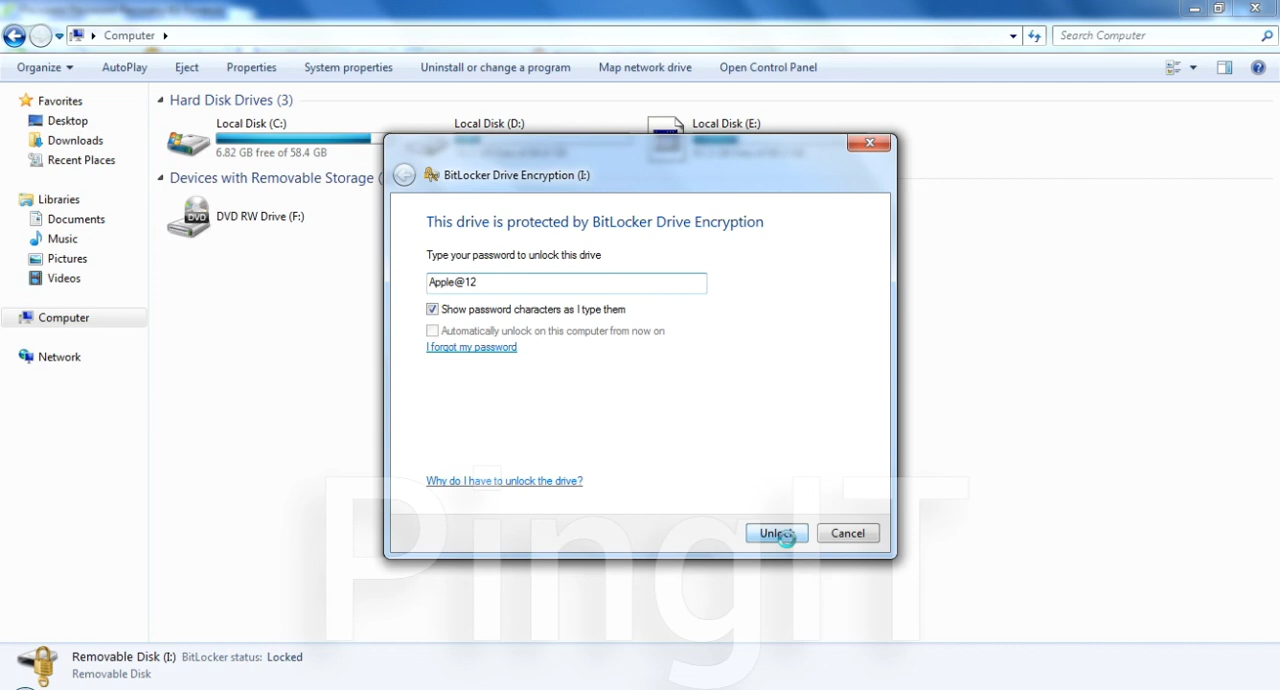 Computer
Search Computer
Organize
AutoPlay
Eject
Properties
System properties
Uninstall or change a program
Map network drive
Open Control Panel
Favorites
Desktop
Downloads
Recent Places
Libraries
Documents
Music
Pictures
Videos
Computer
Network
Hard Disk Drives (3)
Local Disk (C:)
6.82 GB free of 58.4 GB
Local Disk (D:)
Local Disk (E:)
Devices with Removable Storage (
DVD
DVD RW Drive (F:)
BitLocker Drive Encryption (I:)
This drive is protected by BitLocker Drive Encryption
Type your password to unlock this drive
Apple@12
Show password characters as I type them
Automatically unlock on this computer from now on
I forgot my password
Why do I have to unlock the drive?
Cancel
PingIT
Removable Disk (I:) BitLocker status: Locked
Removable Disk